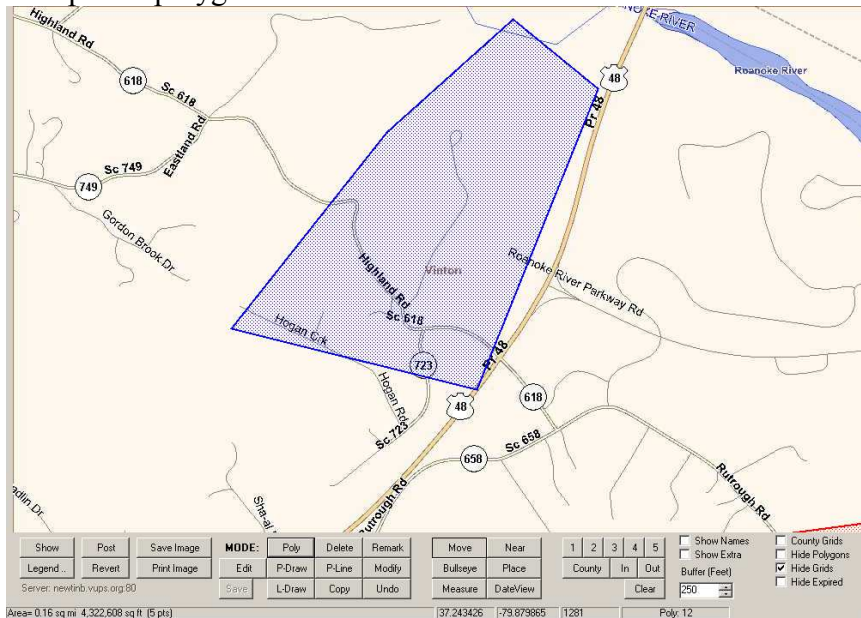 Highland Rd
618
Sc 618
Eastland Rd
Sc 749
749
Gordon Brook Dr
NOKE RIVER
Roanoke River
48
Pr 48
Vinton
Highland Rd
Sc 618
Roanoke River Parkway Rd
Hogan Crk
723
Pr 48
Hogan Rd
Sc 723
48
618
Sc 658
658
Rutrough Rd
Rutrough Rd
adlin Dr
Sha-al
Show Post Save Image MODE: Poly Delete Remark Move Near 1 2 3 4 5 Show Names County Grids
Show Extra Hide Polygons
Legend .. Revert Print Image Edit P-Draw P-Line Modify Bullseye Place County In Out Buffer (Feet) Hide Grids
Server: newtinb.vups.org:80 Save L-Draw Copy Undo Measure DateView Clear 250 Hide Expired
Area= 0.16 sq mi 4,322,608 sq ft (5 pts) 37.243426 -79.879865 1281 Poly: 12